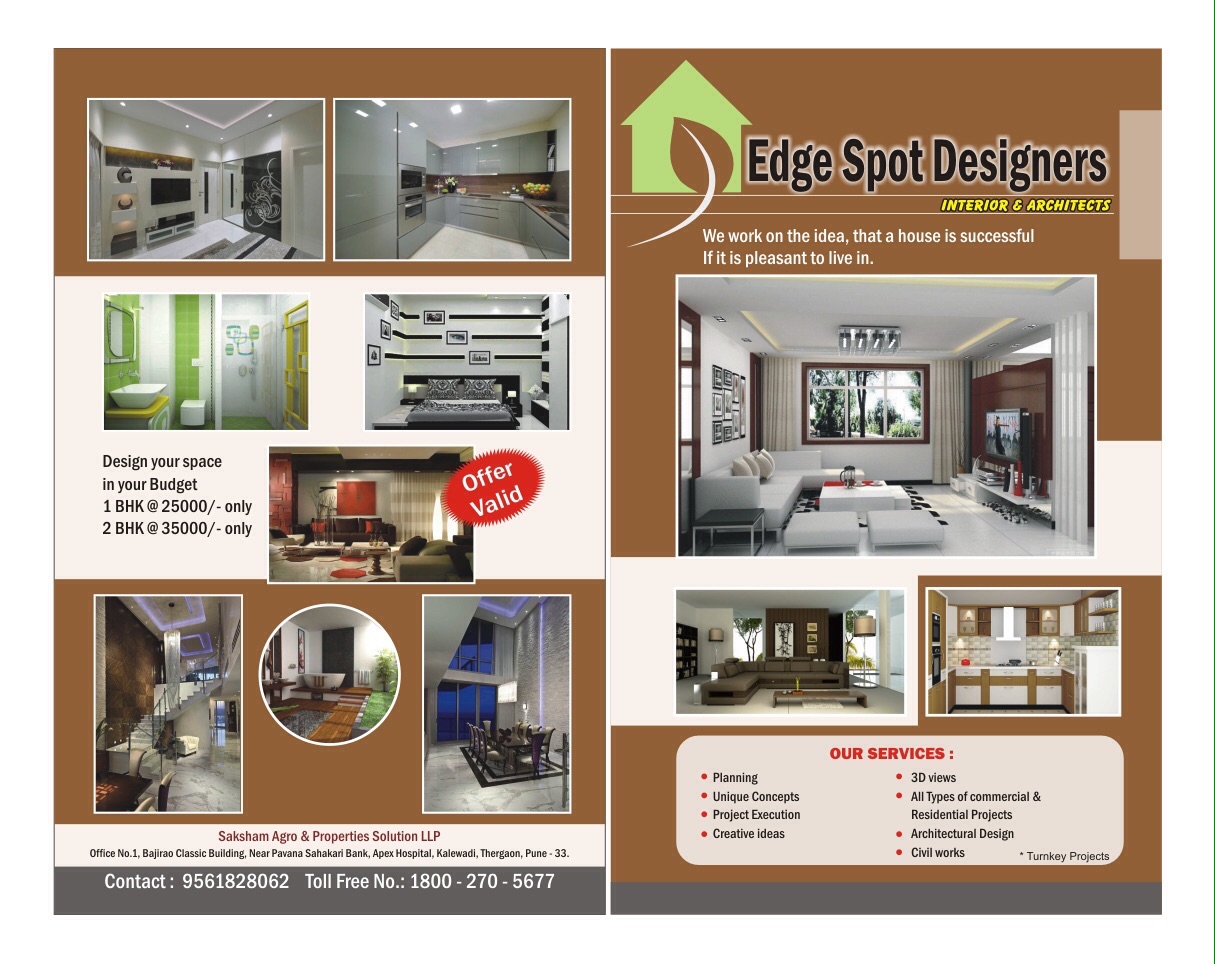 Design your space
in your Budget
1 BHK @ 25000/- only
2 BHK @ 35000/- only
Offer
Valid
Saksham Agro & Properties Solution LLP
Office No.1, Bajirao Classic Building, Near Pavana Sahakari Bank, Apex Hospital, Kalewadi, Thergaon, Pune - 33.
Contact : 9561828062 Toll Free No.: 1800 - 270 - 5677
Edge Spot Designers
INTERIOR & ARCHITECTS
We work on the idea, that a house is successful
If it is pleasant to live in.
OUR SERVICES :
• Planning
• Unique Concepts
• Project Execution
• Creative ideas
• 3D views
• All Types of commercial &
Residential Projects
• Architectural Design
• Civil works
* Turnkey Projects